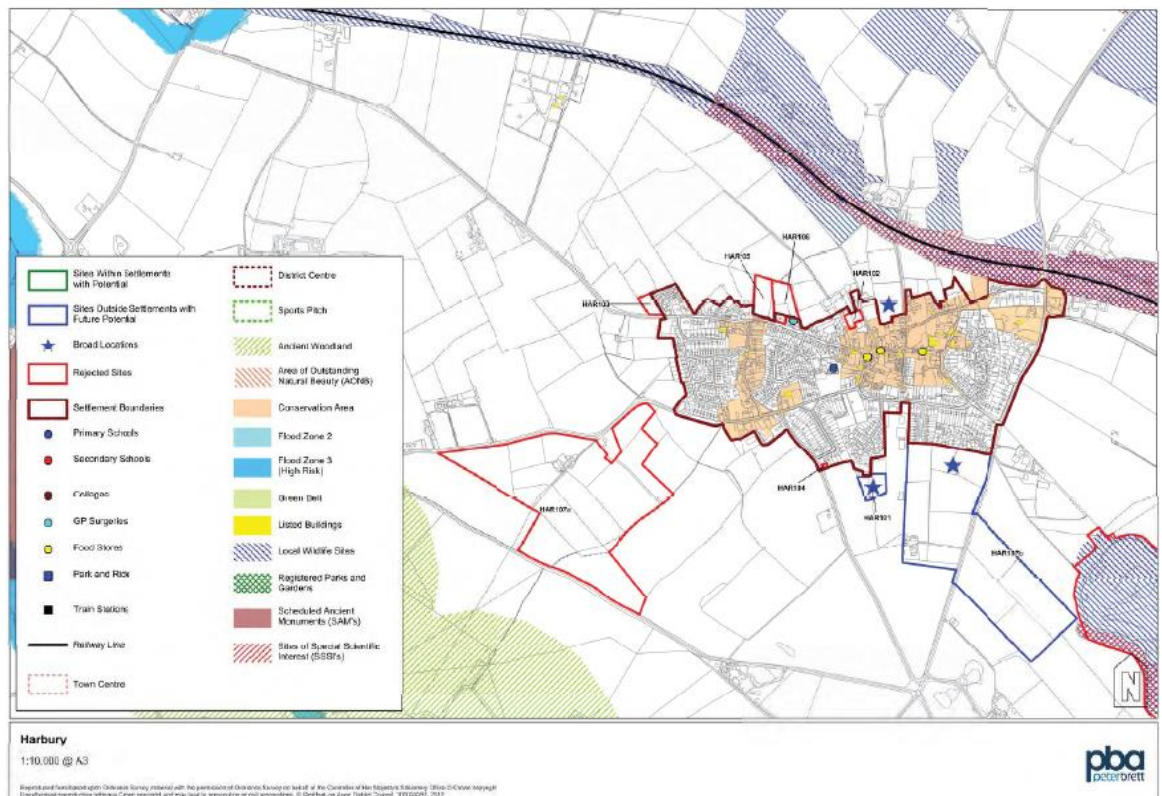 HAR106
HAR05
HAR102
HAR103
Sites Within Settlements
with Potential
Sites Outside Settlements with
Future Potential
Broad Locations
Rejected Sites
Settlement Boundaries
Primary Schools
Secondary Schools
Colleges
GP Surgeries
Food Stores
Park and Ride
Train Stations
Railway Line
Town Centre
District Centre
Sports Pitch
Ancient Woodland
Area of Outstanding
Natural Beauty (AONB)
Conservation Area
Flood Zone 2
Flood Zone 3
(High Risk)
Green Belt
Listed Buildings
Local Wildlife Sites
Registered Parks and
Gardens
Scheduled Ancient
Monuments (SAM's)
Sites of Special Scientific
Interest (SSSI's)
HAR104
HAR101
HAR107a
HAR107b
N
Harbury
1:10,000 @ A3
pba
peterbrett